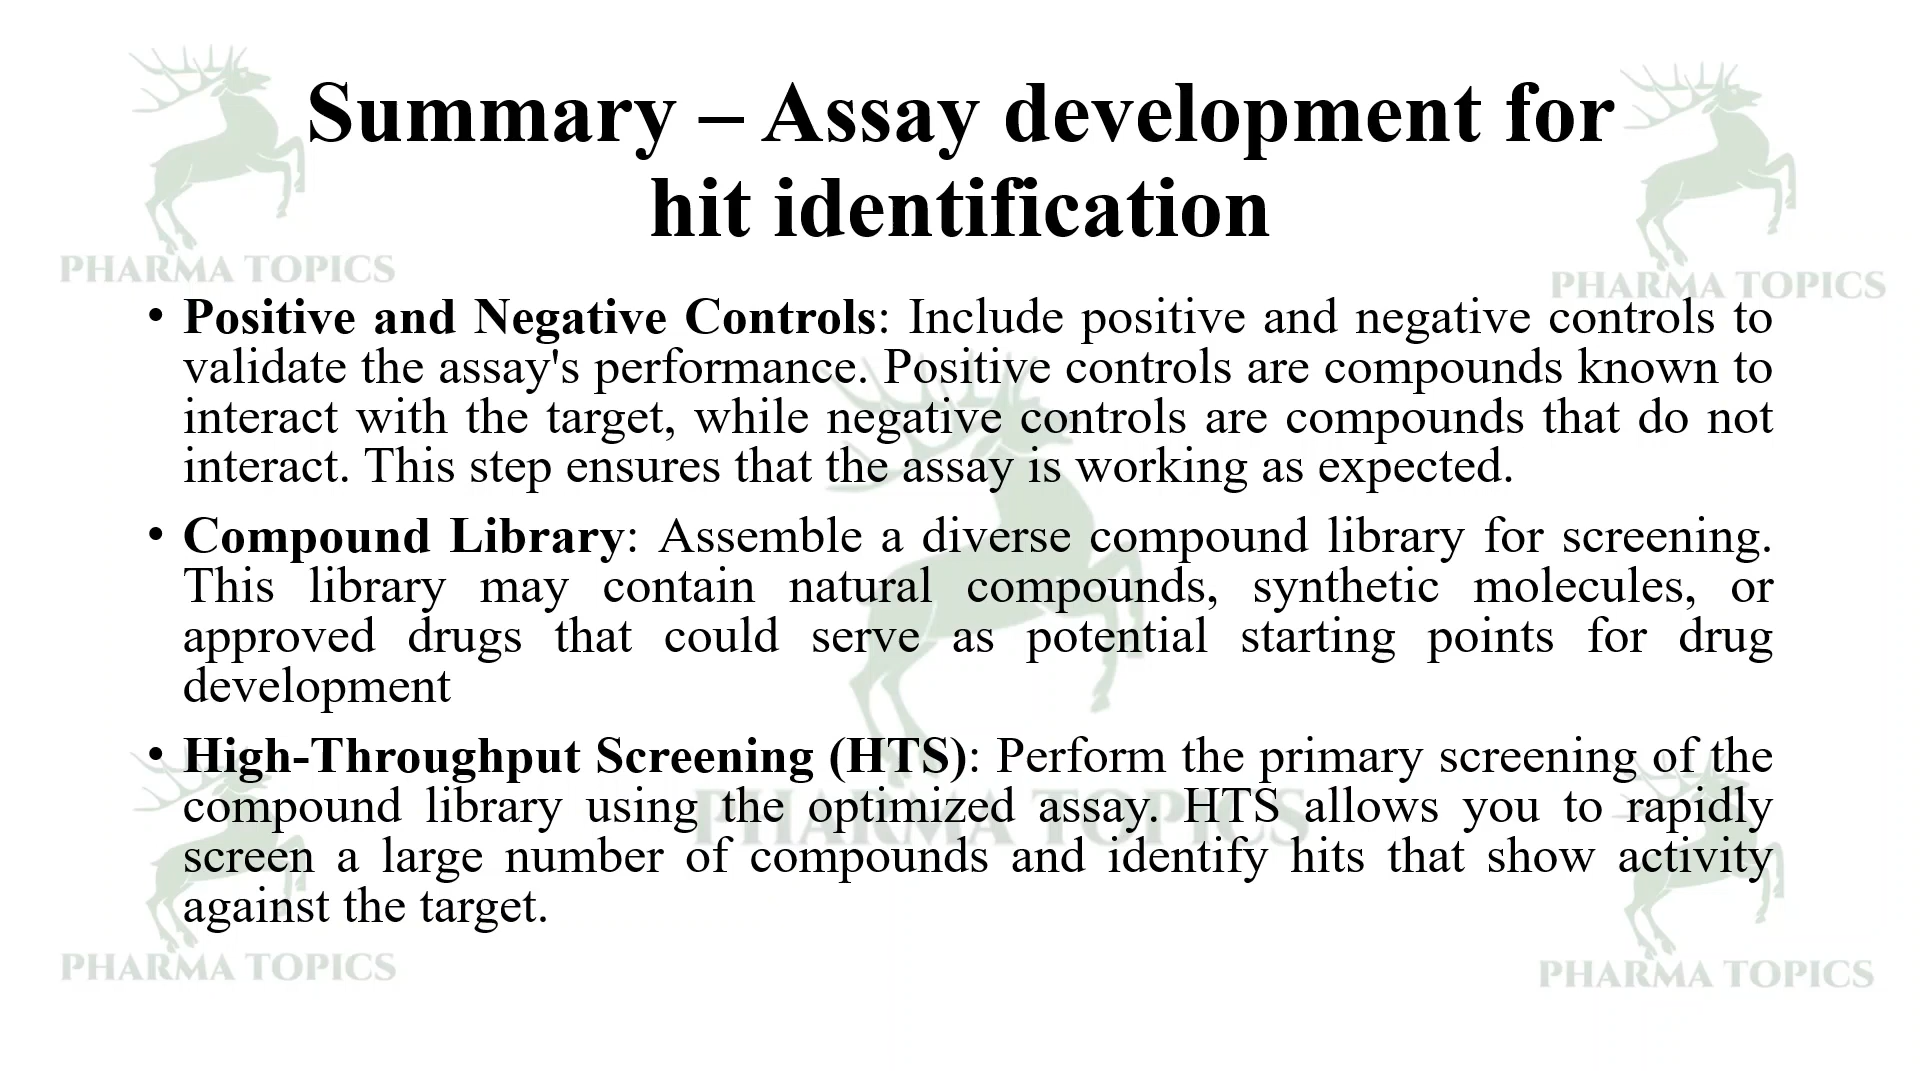 PHARMA TOPICS
PHARMA TOPICS
Summary – Assay development for
hit identification
• Positive and Negative Controls: Include positive and negative controls to
validate the assay's performance. Positive controls are compounds known to
interact with the target, while negative controls are compounds that do not
interact. This step ensures that the assay is working as expected.
• Compound Library: Assemble a diverse compound library for screening.
This library may contain natural compounds, synthetic molecules, or
approved drugs that could serve as potential starting points for drug
development
• High-Throughput Screening (HTS): Perform the primary screening of the
compound library using the optimized assay. HTS allows you to rapidly
screen a large number of compounds and identify hits that show activity
against the target.
PHARMA TOPICS
PHARMA TOPICS
PHARMA TOPICS